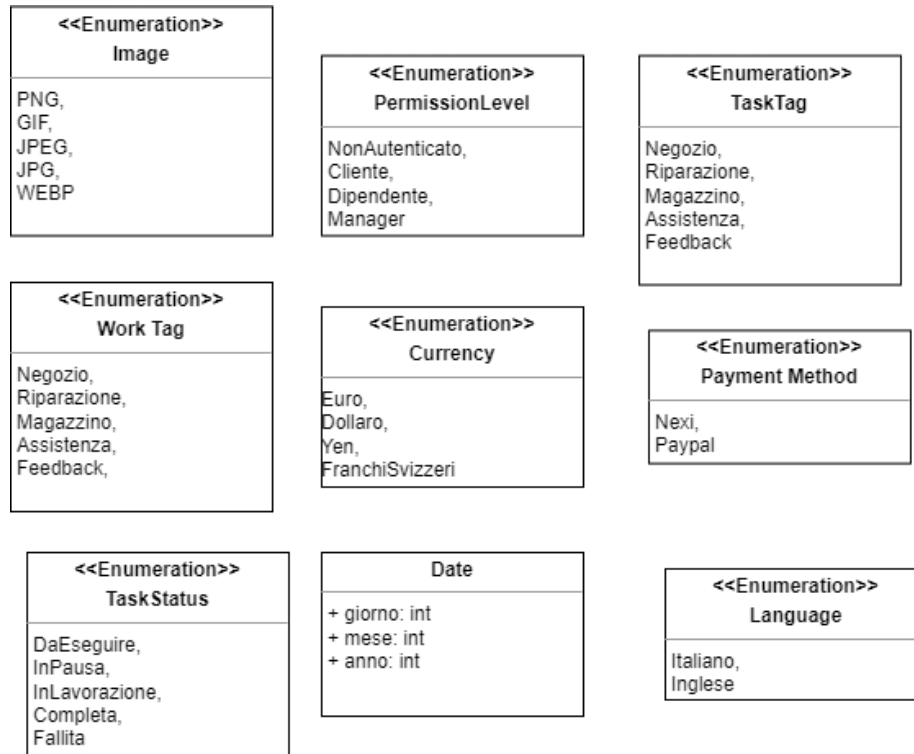 <<Enumeration>>
Image
PNG,
GIF,
JPEG,
JPG,
WEBP
<<Enumeration>>
PermissionLevel
NonAutenticato,
Cliente,
Dipendente,
Manager
<<Enumeration>>
TaskTag
Negozio,
Riparazione,
Magazzino,
Assistenza,
Feedback
<<Enumeration>>
Work Tag
Negozio,
Riparazione,
Magazzino,
Assistenza,
Feedback,
<<Enumeration>>
Currency
Euro,
Dollaro,
Yen,
FranchiSvizzeri
<<Enumeration>>
Payment Method
Nexi,
Paypal
<<Enumeration>>
TaskStatus
DaEseguire,
InPausa,
InLavorazione,
Completa,
Fallita
Date
+ giorno: int
+ mese: int
+ anno: int
<<Enumeration>>
Language
Italiano,
Inglese